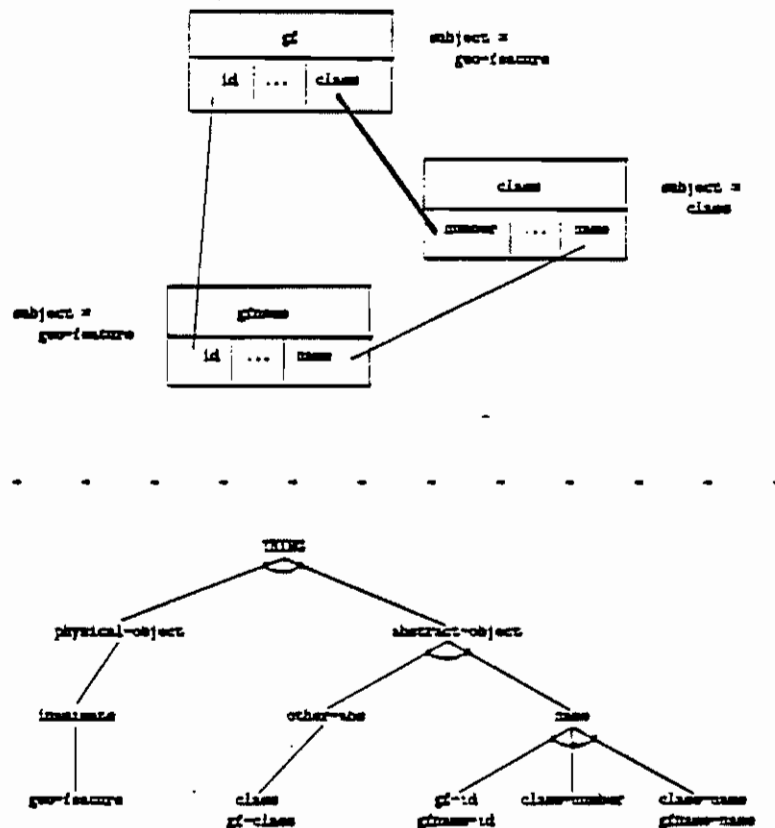 gf
subject =
geo-feature
id ... class
class
subject =
class
number ... name
subject =
geo-feature
gfname
id ... name
THING
physical-object abstract-object
inanimate other-abs name
geo-feature class gf-id class-number class-name
gf-class gfname-id gfname-name